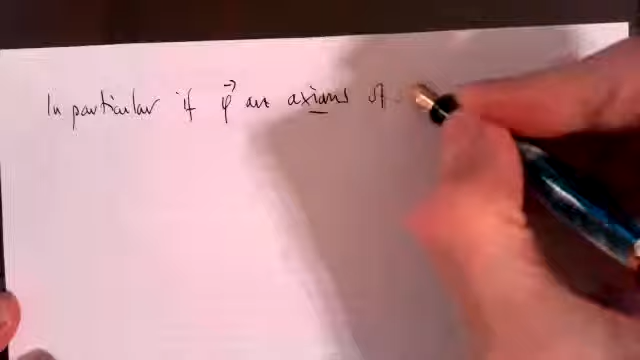 In particular if φ⃗ are axioms of